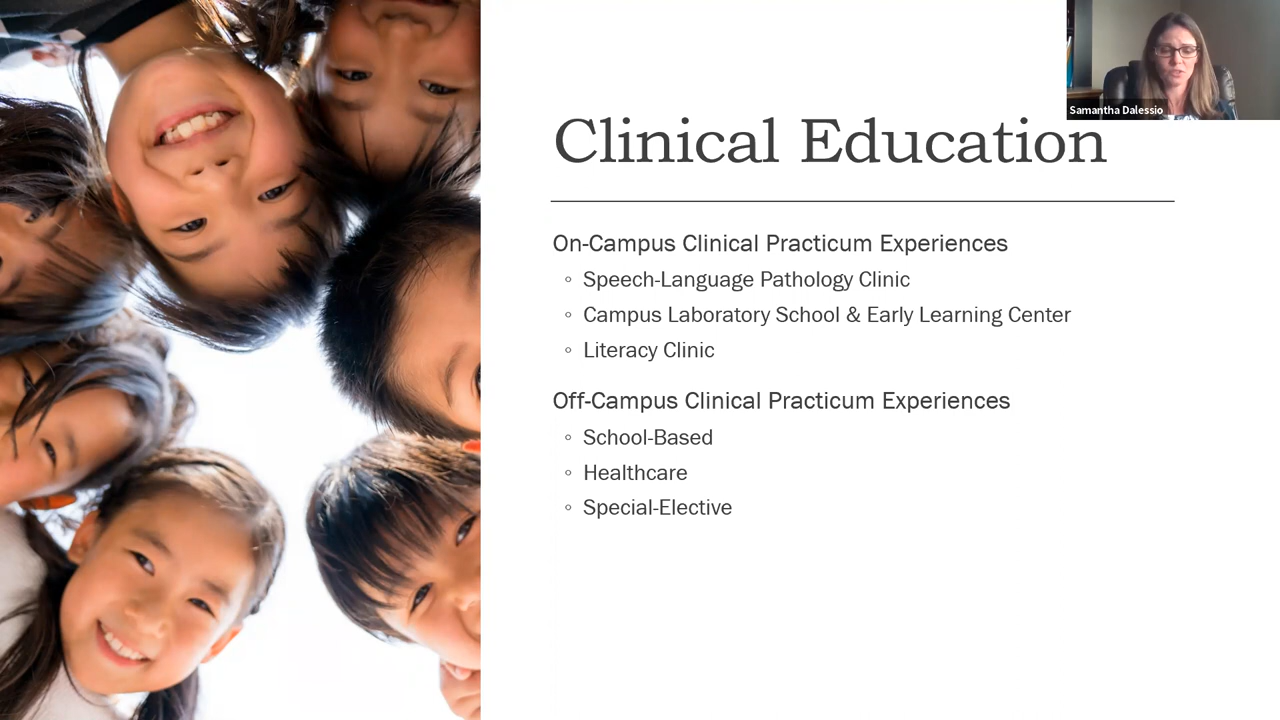 Samantha Dalessio
Clinical Education
On-Campus Clinical Practicum Experiences
◦ Speech-Language Pathology Clinic
◦ Campus Laboratory School & Early Learning Center
◦ Literacy Clinic
Off-Campus Clinical Practicum Experiences
◦ School-Based
◦ Healthcare
◦ Special-Elective